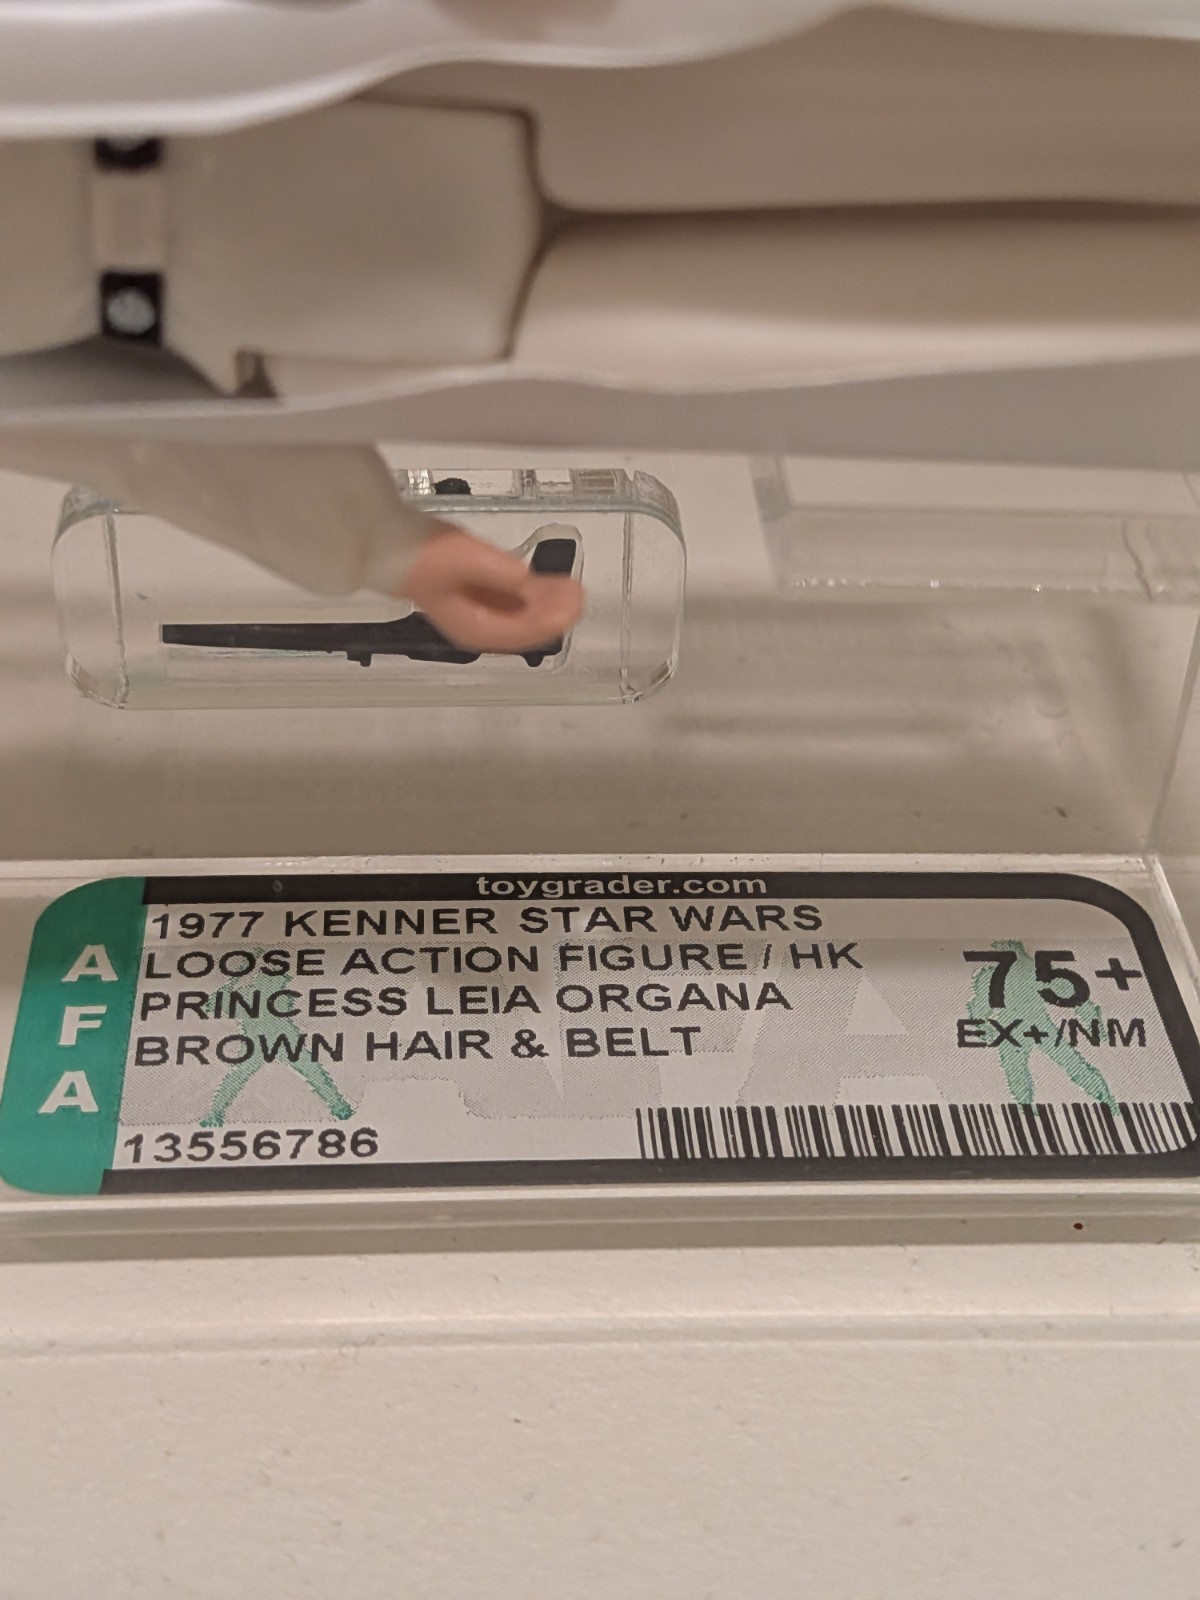 toygrader.com
1977 KENNER STAR WARS
LOOSE ACTION FIGURE / HK
PRINCESS LEIA ORGANA
BROWN HAIR & BELT
75+
EX+/NM
AFA
13556786